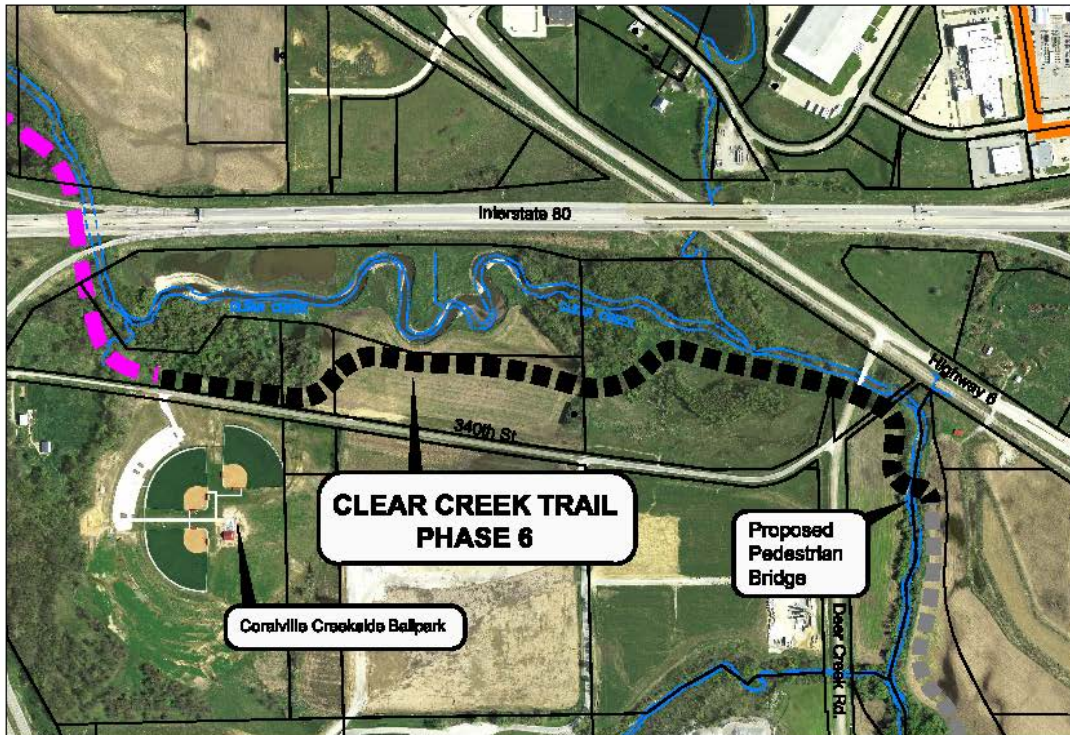 Interstate 80
Highway 6
340th St.
CLEAR CREEK TRAIL
PHASE 6
Proposed
Pedestrian
Bridge
Coralville Creekside Ballpark
Deer Creek Rd.